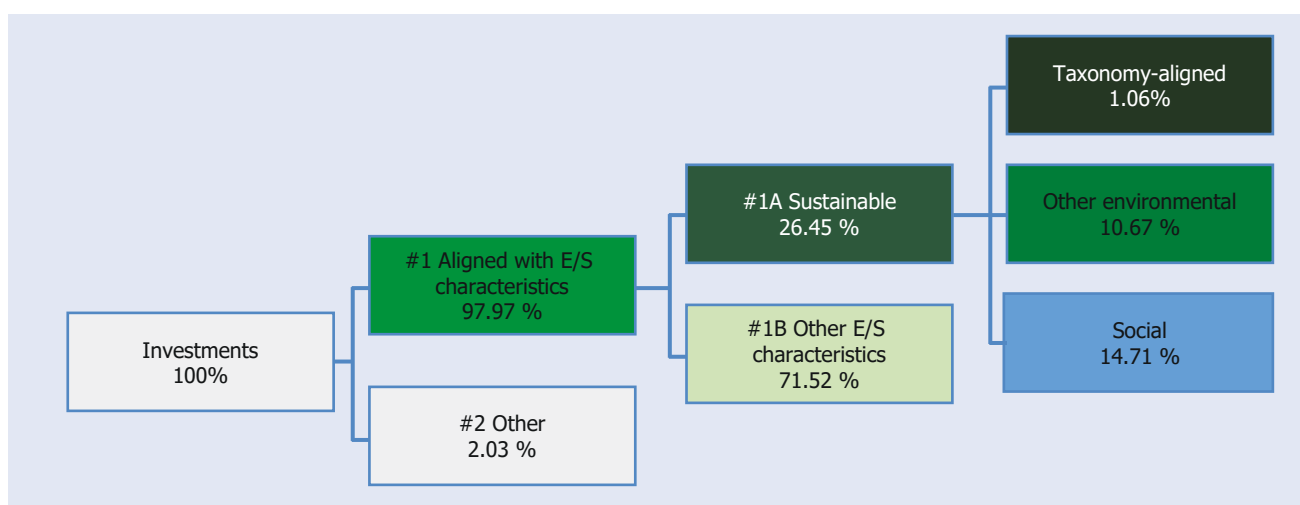 Investments
100%
#1 Aligned with E/S
characteristics
97.97 %
#2 Other
2.03 %
#1A Sustainable
26.45 %
#1B Other E/S
characteristics
71.52 %
Taxonomy-aligned
1.06%
Other environmental
10.67 %
Social
14.71 %